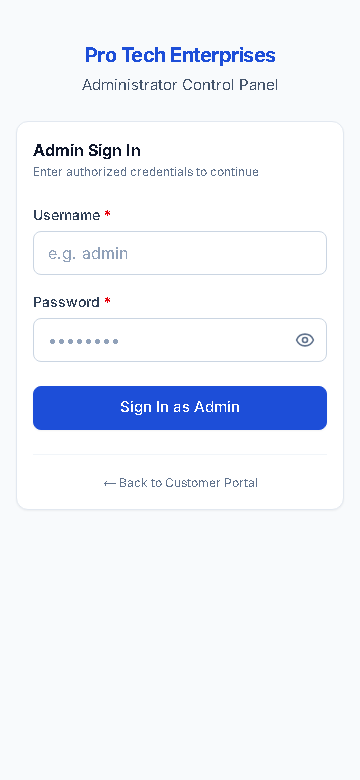 Pro Tech Enterprises
Administrator Control Panel
Admin Sign In
Enter authorized credentials to continue
Username *
e.g. admin
Password *
••••••••
Sign In as Admin
← Back to Customer Portal